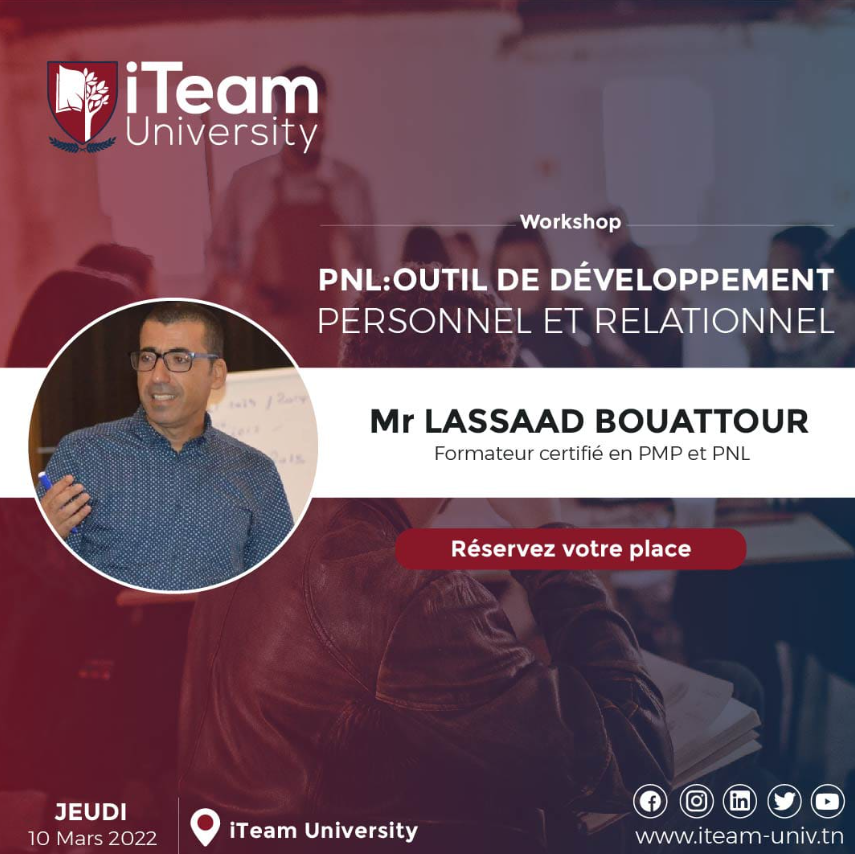 iTeam
University
Workshop
PNL:OUTIL DE DÉVELOPPEMENT
PERSONNEL ET RELATIONNEL
Mr LASSAAD BOUATTOUR
Formateur certifié en PMP et PNL
Réservez votre place
JEUDI
10 Mars 2022
iTeam University
www.iteam-univ.tn